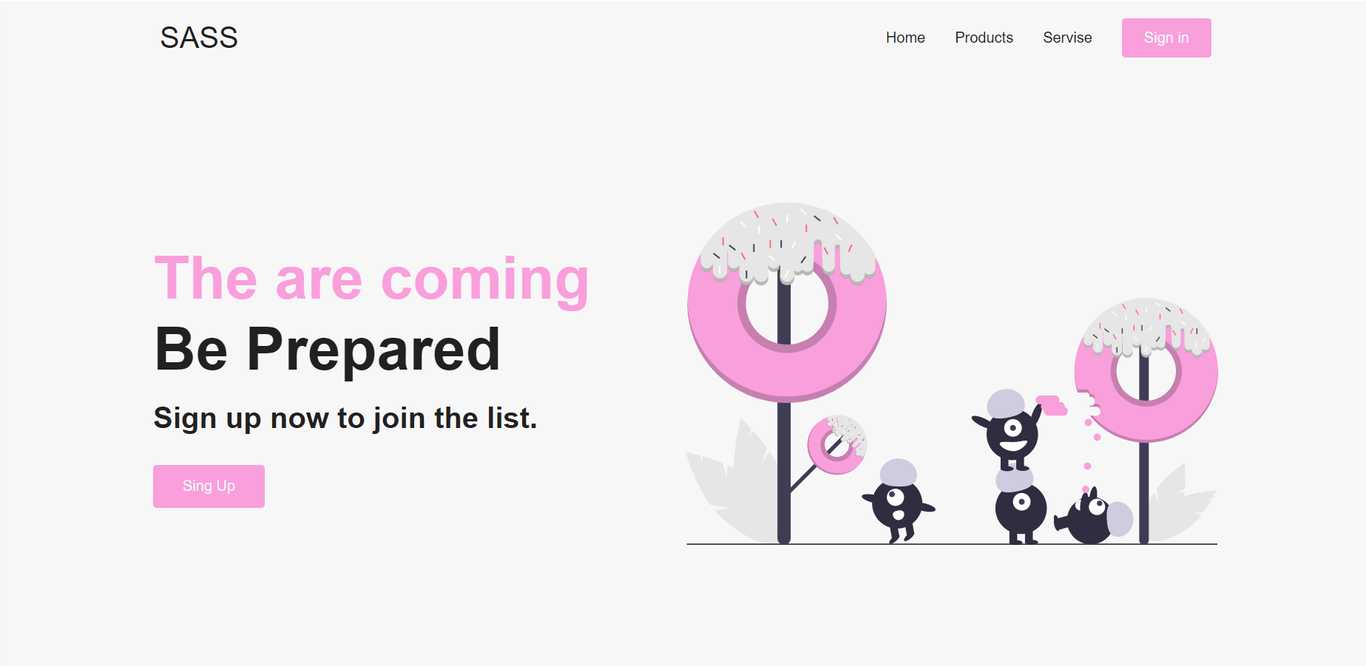 SASS
Home Products Servise Sign in
The are coming
Be Prepared
Sign up now to join the list.
Sing Up